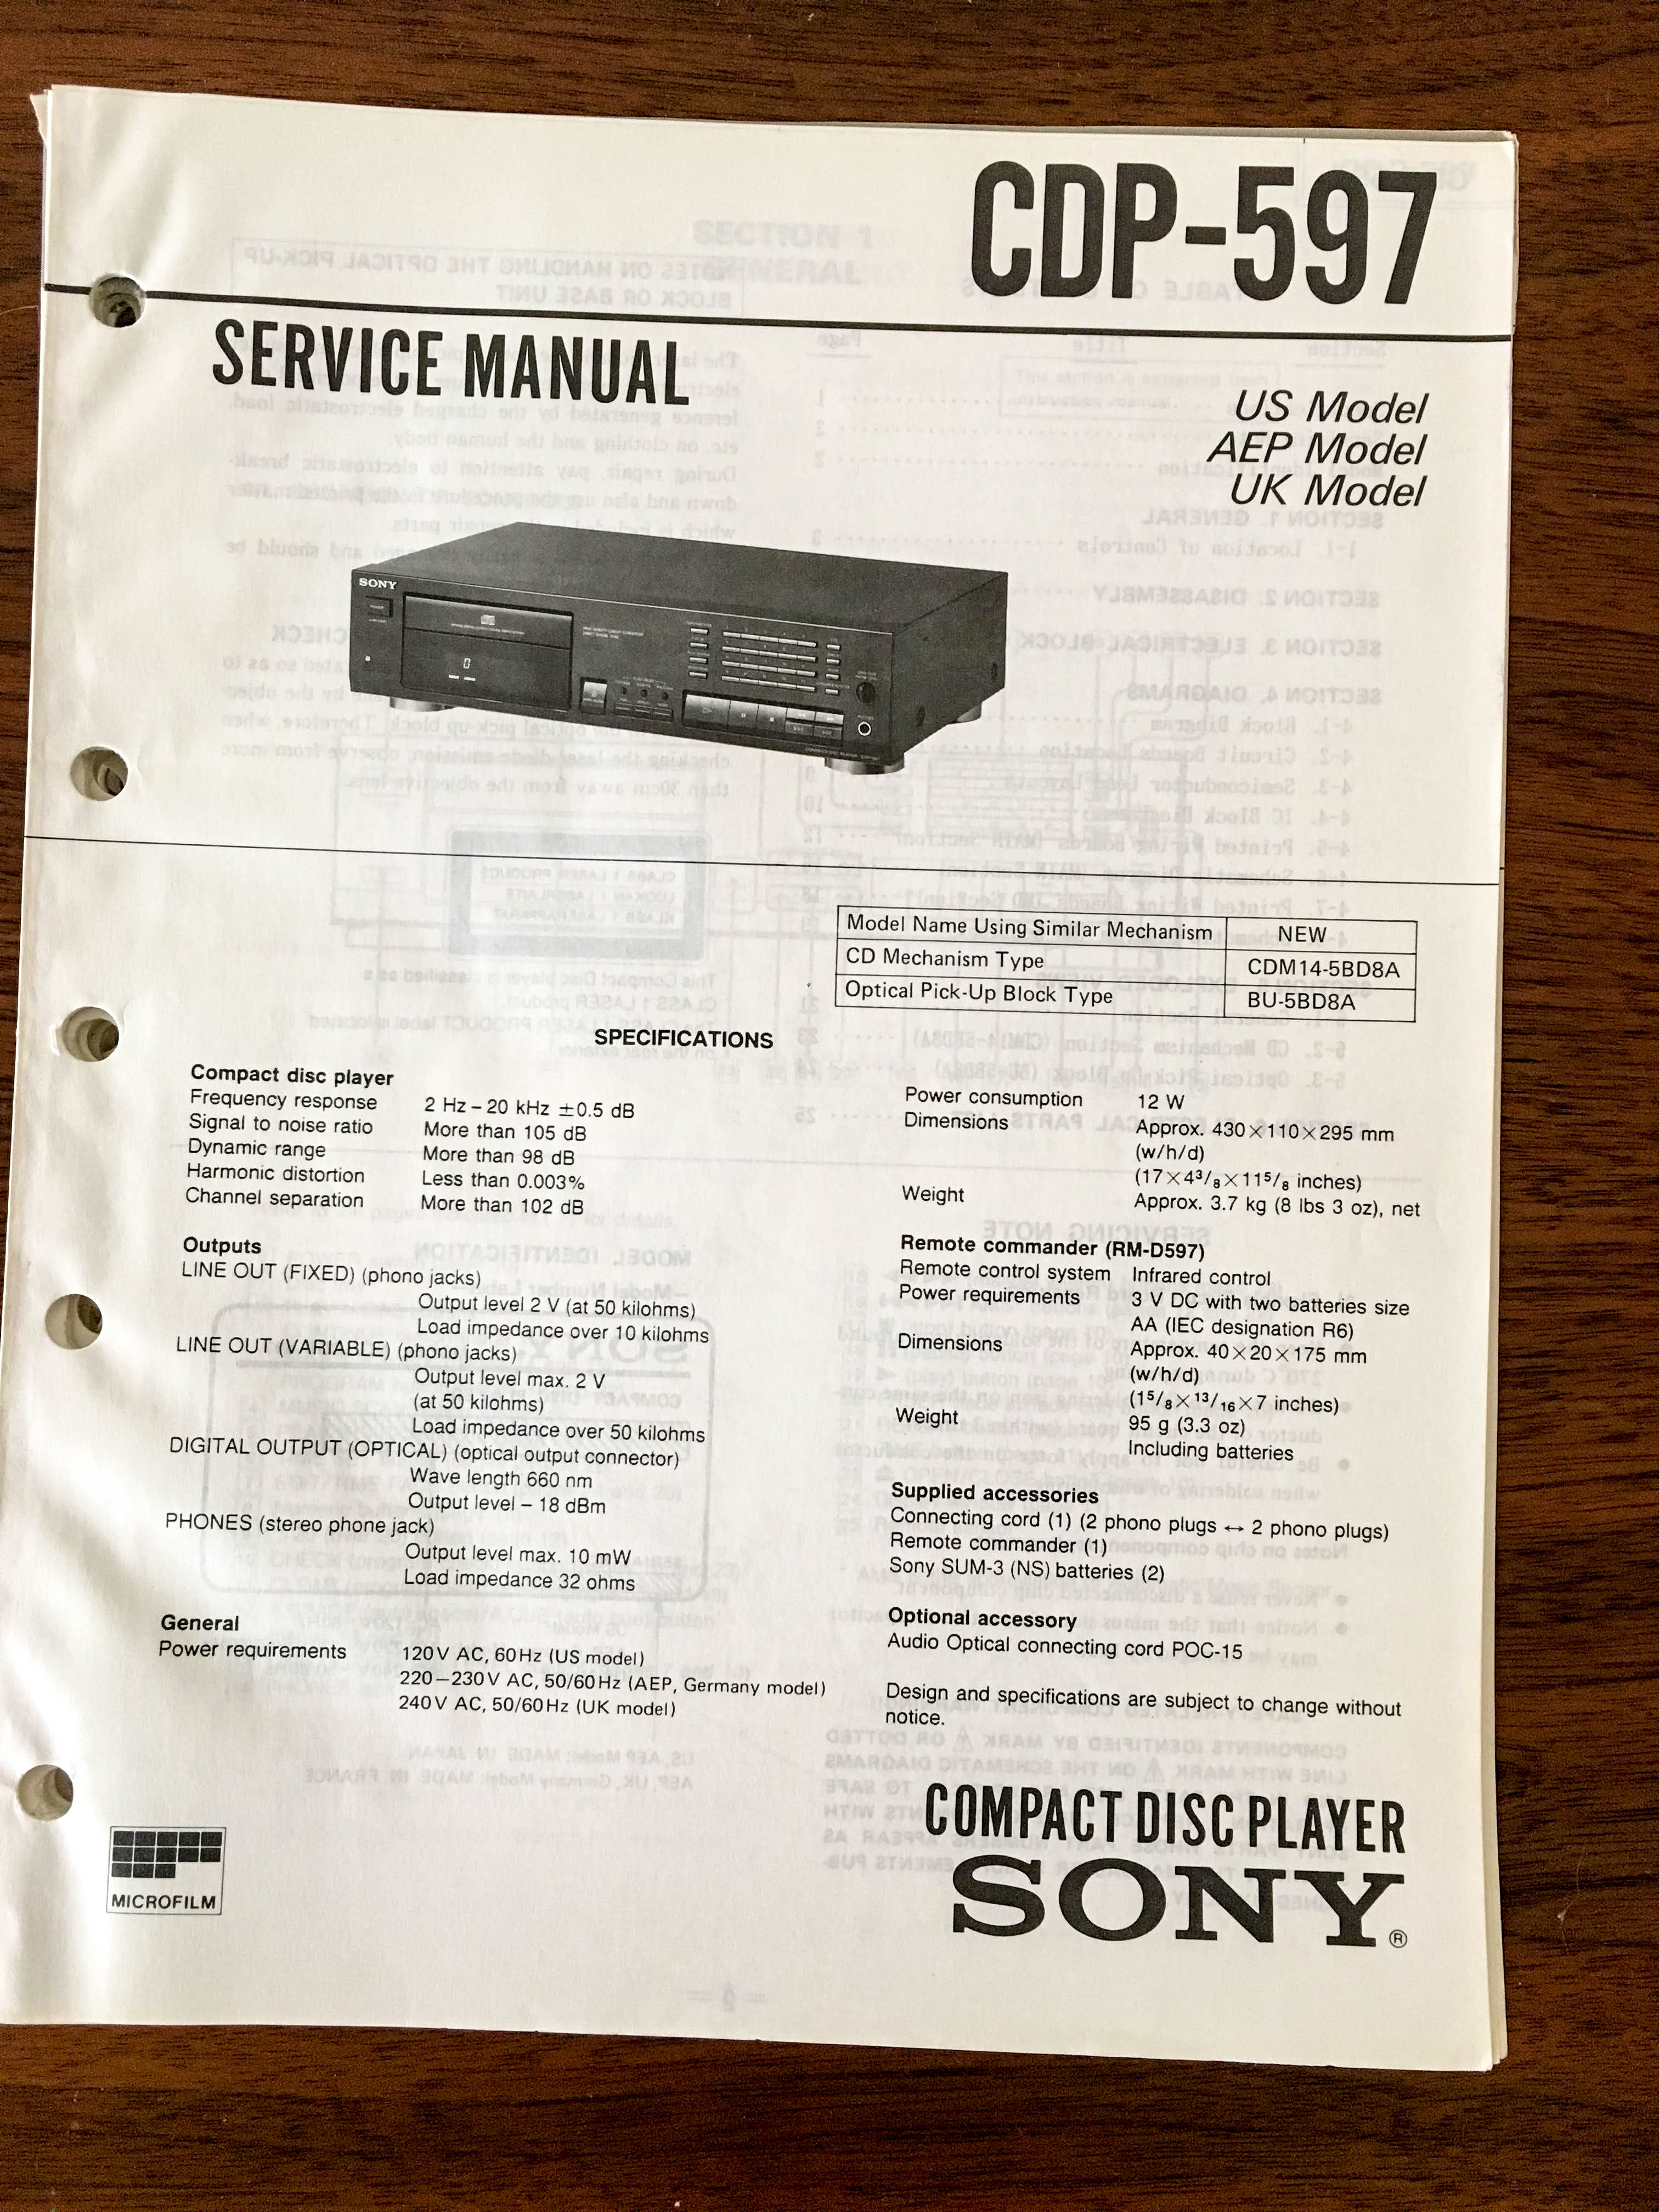 CDP-597
SERVICE MANUAL
US Model
AEP Model
UK Model
SONY
Model Name Using Similar Mechanism NEW
CD Mechanism Type CDM14-5BD8A
Optical Pick-Up Block Type BU-5BD8A
SPECIFICATIONS
Compact disc player
Frequency response 2 Hz – 20 kHz ±0.5 dB
Signal to noise ratio More than 105 dB
Dynamic range More than 98 dB
Harmonic distortion Less than 0.003%
Channel separation More than 102 dB
Outputs
LINE OUT (FIXED) (phono jacks)
Output level 2 V (at 50 kilohms)
Load impedance over 10 kilohms
LINE OUT (VARIABLE) (phono jacks)
Output level max. 2 V
(at 50 kilohms)
Load impedance over 50 kilohms
DIGITAL OUTPUT (OPTICAL) (optical output connector)
Wave length 660 nm
Output level – 18 dBm
PHONES (stereo phone jack)
Output level max. 10 mW
Load impedance 32 ohms
General
Power requirements 120V AC, 60Hz (US model)
220–230V AC, 50/60Hz (AEP, Germany model)
240V AC, 50/60Hz (UK model)
Power consumption 12 W
Dimensions Approx. 430×110×295 mm
(w/h/d)
(17×4³/₈×11⁵/₈ inches)
Weight Approx. 3.7 kg (8 lbs 3 oz), net
Remote commander (RM-D597)
Remote control system Infrared control
Power requirements 3 V DC with two batteries size
AA (IEC designation R6)
Dimensions Approx. 40×20×175 mm
(w/h/d)
(1⁵/₈×¹³/₁₆×7 inches)
Weight 95 g (3.3 oz)
Including batteries
Supplied accessories
Connecting cord (1) (2 phono plugs ↔ 2 phono plugs)
Remote commander (1)
Sony SUM-3 (NS) batteries (2)
Optional accessory
Audio Optical connecting cord POC-15
Design and specifications are subject to change without
notice.
MICROFILM
COMPACT DISC PLAYER
SONY®